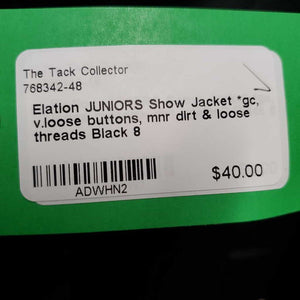 The Tack Collector
768342-48
Elation JUNIORS Show Jacket *gc,
v.loose buttons, mnr dirt & loose
threads Black 8
$40.00
ADWHN2